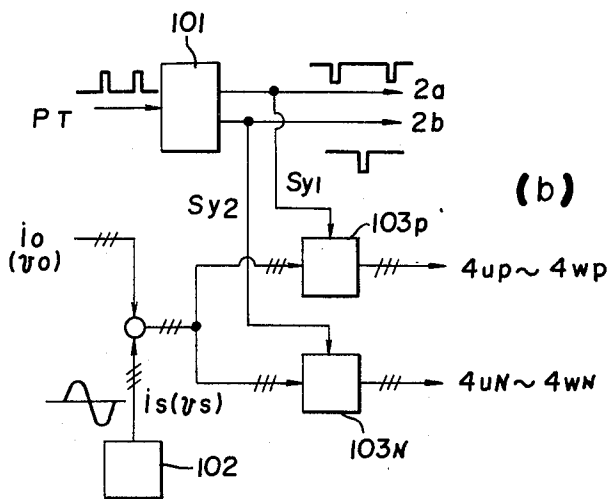 101
PT
2a
2b
Sy1
Sy2
(b)
103P
io
(vo)
4up~4wp
is(vs)
4uN~4wN
102
103N